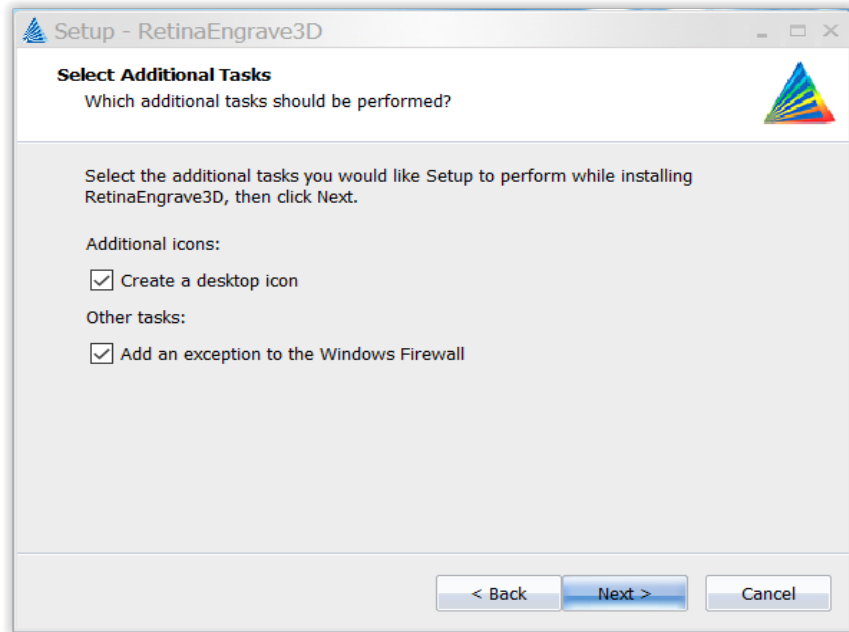 Setup - RetinaEngrave3D
Select Additional Tasks
Which additional tasks should be performed?
Select the additional tasks you would like Setup to perform while installing
RetinaEngrave3D, then click Next.
Additional icons:
Create a desktop icon
Other tasks:
Add an exception to the Windows Firewall
< Back Next > Cancel